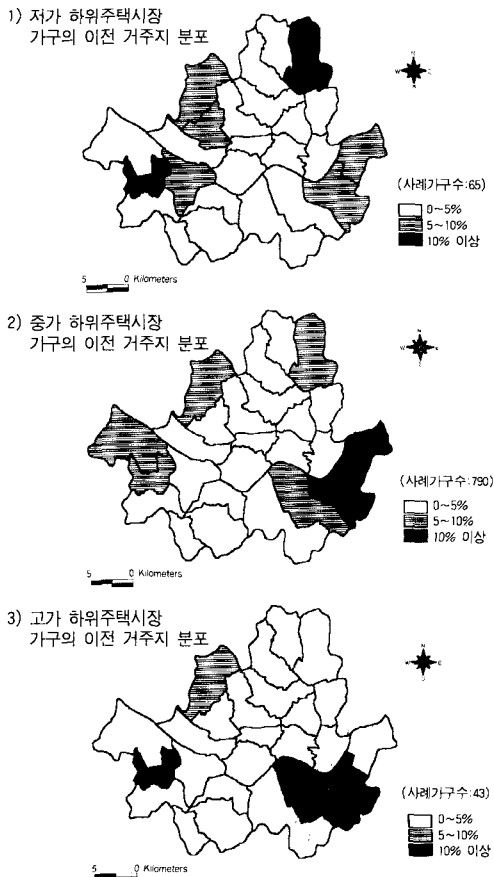 1) 저가 하위주택시장
가구의 이전 거주지 분포
N
W
S
(사례가구수:65)
0~5%
5~10%
10% 이상
5 0 Kilometers
2) 중가 하위주택시장
가구의 이전 거주지 분포
N
W E
S
(사례가구수:790)
0~5%
5~10%
10% 이상
5 0 Kilometers
3) 고가 하위주택시장
가구의 이전 거주지 분포
N
W E
S
(사례가구수:43)
0~5%
5~10%
10% 이상
5 0 Kilometers